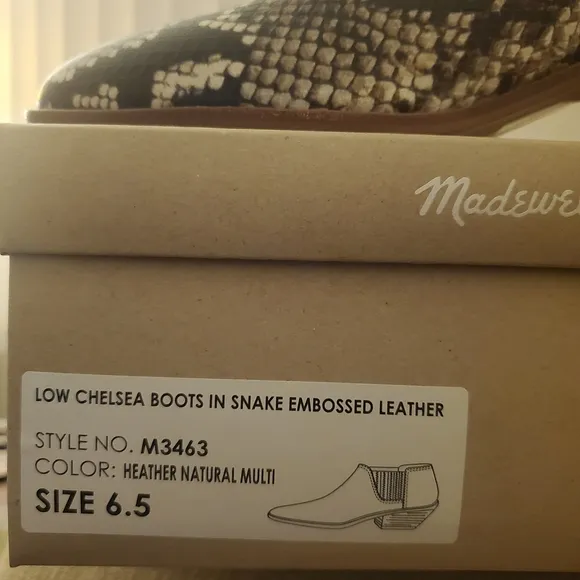 Madewe
LOW CHELSEA BOOTS IN SNAKE EMBOSSED LEATHER
STYLE NO. M3463
COLOR: HEATHER NATURAL MULTI
SIZE 6.5